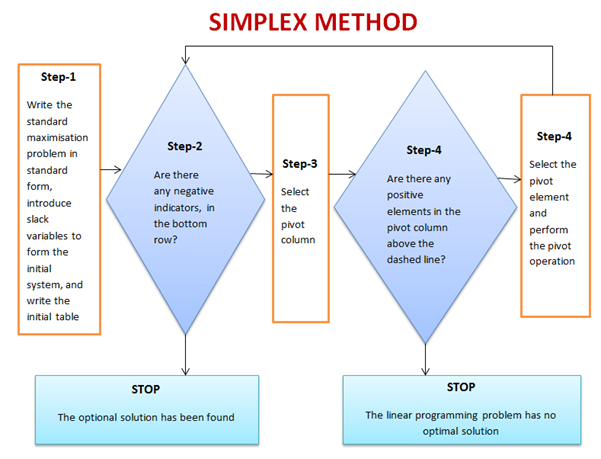 SIMPLEX METHOD
Step-1
Write the
standard
maximisation
problem in
standard
form,
introduce
slack
variables to
form the
initial
system, and
write the
initial table
Step-2
Are there
any negative
indicators, in
the bottom
row?
Step-3
Select
the
pivot
column
Step-4
Are there any
positive
elements in the
pivot column
above the
dashed line?
Step-4
Select the
pivot
element
and
perform
the pivot
operation
STOP
The optional solution has been found
STOP
The linear programming problem has no
optimal solution